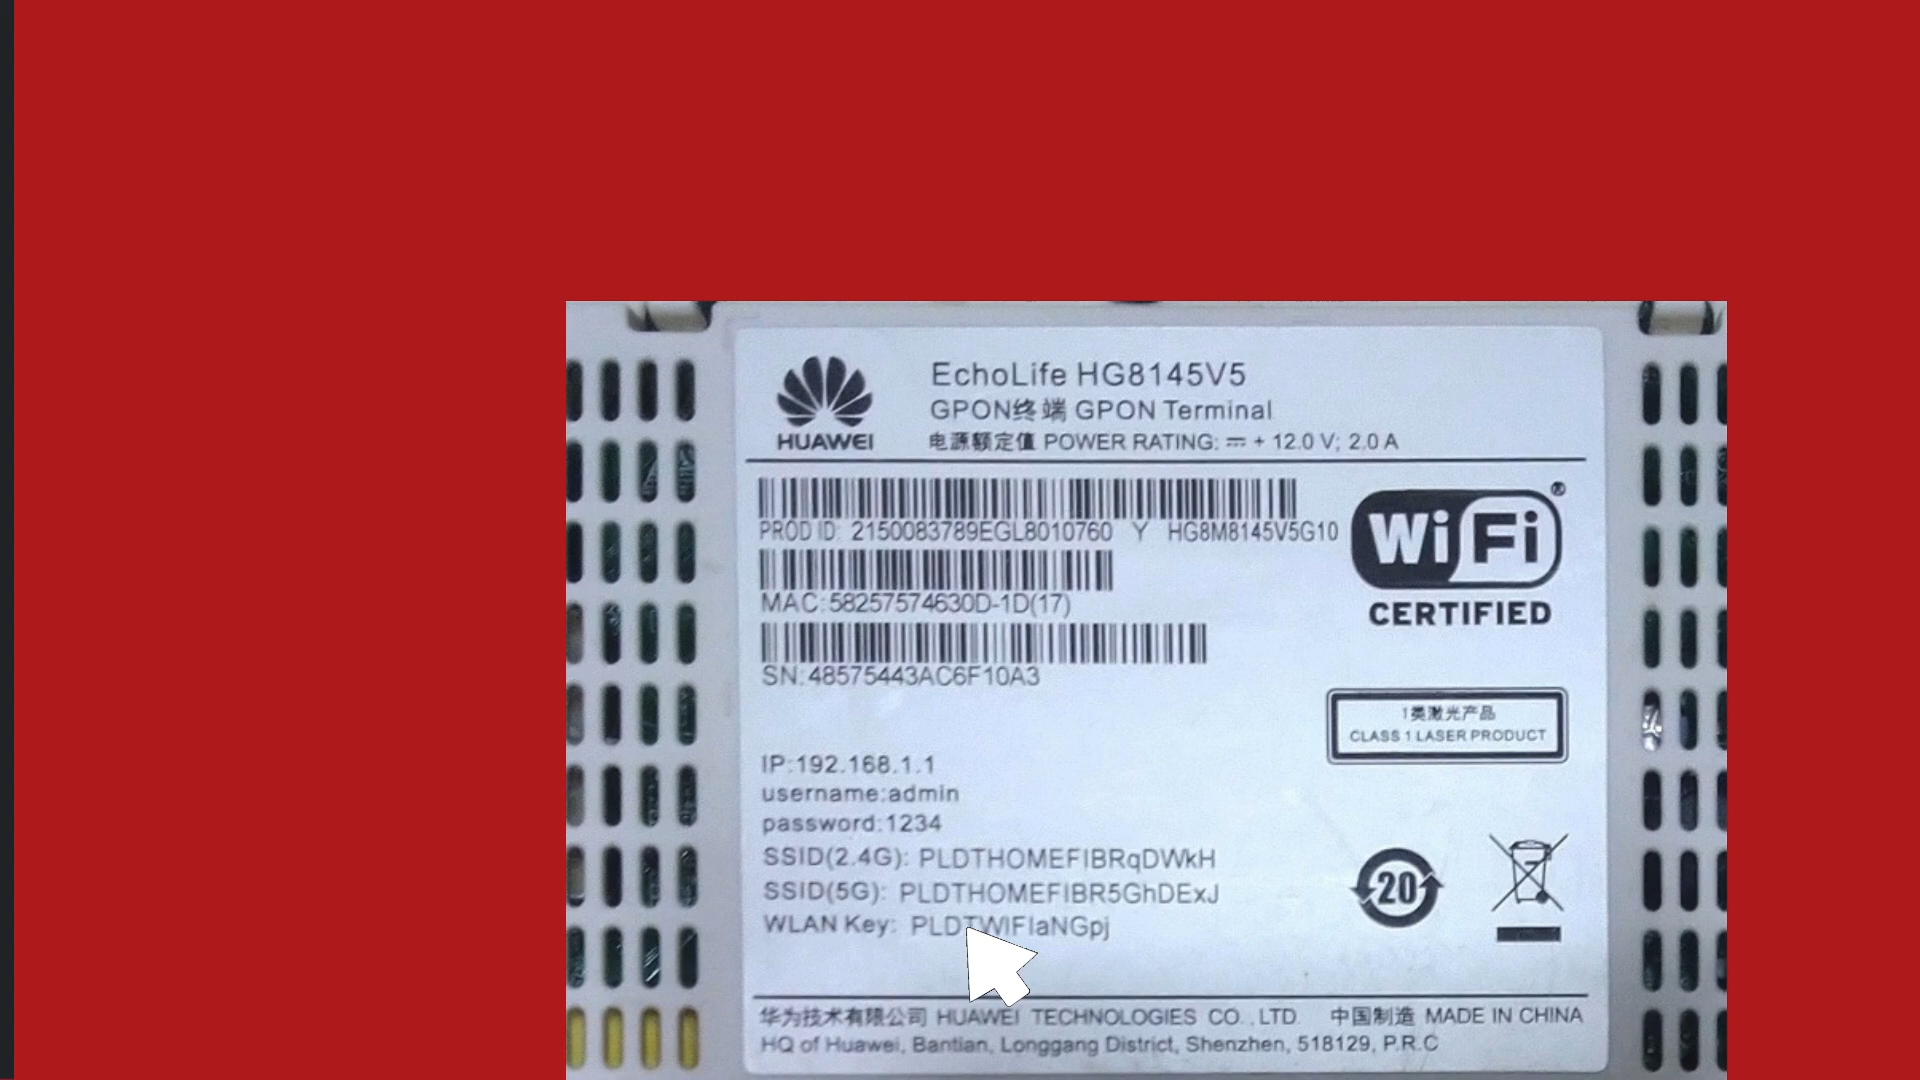 EchoLife HG8145V5
GPON终端 GPON Terminal
HUAWEI
电源额定值 POWER RATING: ⎓ + 12.0 V; 2.0 A
PROD ID: 2150083789EGL8010760 Y HG8M8145V5G10
WiFi®
CERTIFIED
MAC:58257574630D-1D(17)
SN:48575443AC6F10A3
1类激光产品
CLASS 1 LASER PRODUCT
IP:192.168.1.1
username:admin
password:1234
SSID(2.4G): PLDTHOMEFIBRqDWkH
SSID(5G): PLDTHOMEFIBR5GhDExJ
20
WLAN Key: PLDTWIFIaNGpj
华为技术有限公司 HUAWEI TECHNOLOGIES CO.,LTD. 中国制造 MADE IN CHINA
HQ of Huawei, Bantian, Longgang District, Shenzhen, 518129, P.R.C